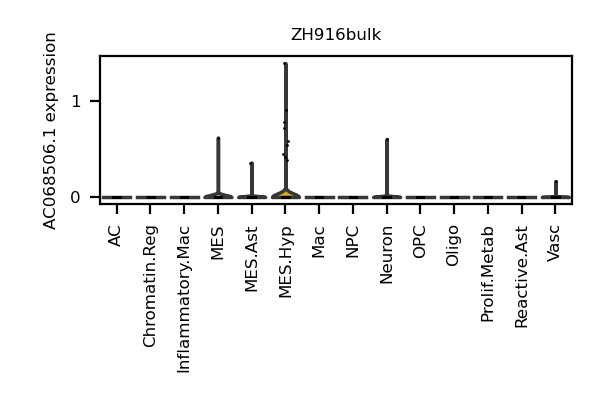 ZH916bulk
AC068506.1 expression
1
0
AC
Chromatin.Reg
Inflammatory.Mac
MES
MES.Ast
MES.Hyp
Mac
NPC
Neuron
OPC
Oligo
Prolif.Metab
Reactive.Ast
Vasc